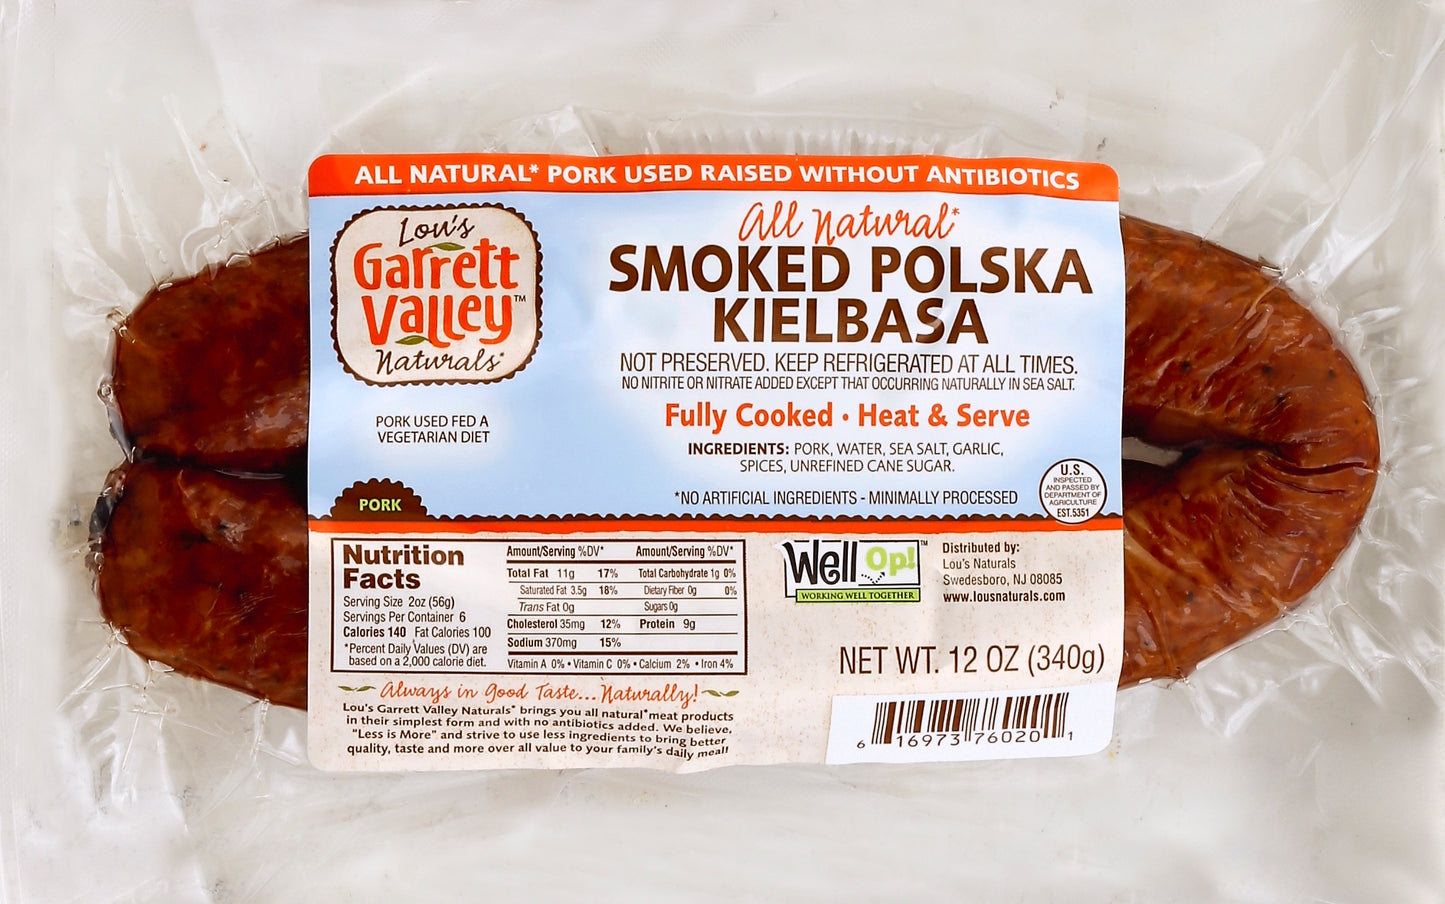 ALL NATURAL* PORK USED RAISED WITHOUT ANTIBIOTICS
Lou's
Garrett
Valley™
Naturals*
PORK USED FED A
VEGETARIAN DIET
PORK
All Natural*
SMOKED POLSKA
KIELBASA
NOT PRESERVED. KEEP REFRIGERATED AT ALL TIMES.
NO NITRITE OR NITRATE ADDED EXCEPT THAT OCCURRING NATURALLY IN SEA SALT.
Fully Cooked • Heat & Serve
INGREDIENTS: PORK, WATER, SEA SALT, GARLIC,
SPICES, UNREFINED CANE SUGAR.
*NO ARTIFICIAL INGREDIENTS - MINIMALLY PROCESSED
U.S.
INSPECTED
AND PASSED BY
DEPARTMENT OF
AGRICULTURE
EST.5351
Nutrition
Facts
Serving Size 2oz (56g)
Servings Per Container 6
Calories 140 Fat Calories 100
*Percent Daily Values (DV) are
based on a 2,000 calorie diet.
Amount/Serving %DV* Amount/Serving %DV*
Total Fat 11g 17% Total Carbohydrate 1g 0%
Saturated Fat 3.5g 18% Dietary Fiber 0g 0%
Trans Fat 0g Sugars 0g
Cholesterol 35mg 12% Protein 9g
Sodium 370mg 15%
Vitamin A 0% • Vitamin C 0% • Calcium 2% • Iron 4%
Always in Good Taste... Naturally!
Lou's Garrett Valley Naturals* brings you all natural* meat products
in their simplest form and with no antibiotics added. We believe,
"Less is More" and strive to use less ingredients to bring better
quality, taste and more over all value to your family's daily meal!
Well Op!™
WORKING WELL TOGETHER
Distributed by:
Lou's Naturals
Swedesboro, NJ 08085
www.lousnaturals.com
NET WT. 12 OZ (340g)
6 16973 76020 1